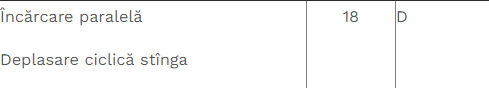 Încărcare paralelă 18 D
Deplasare ciclică stînga